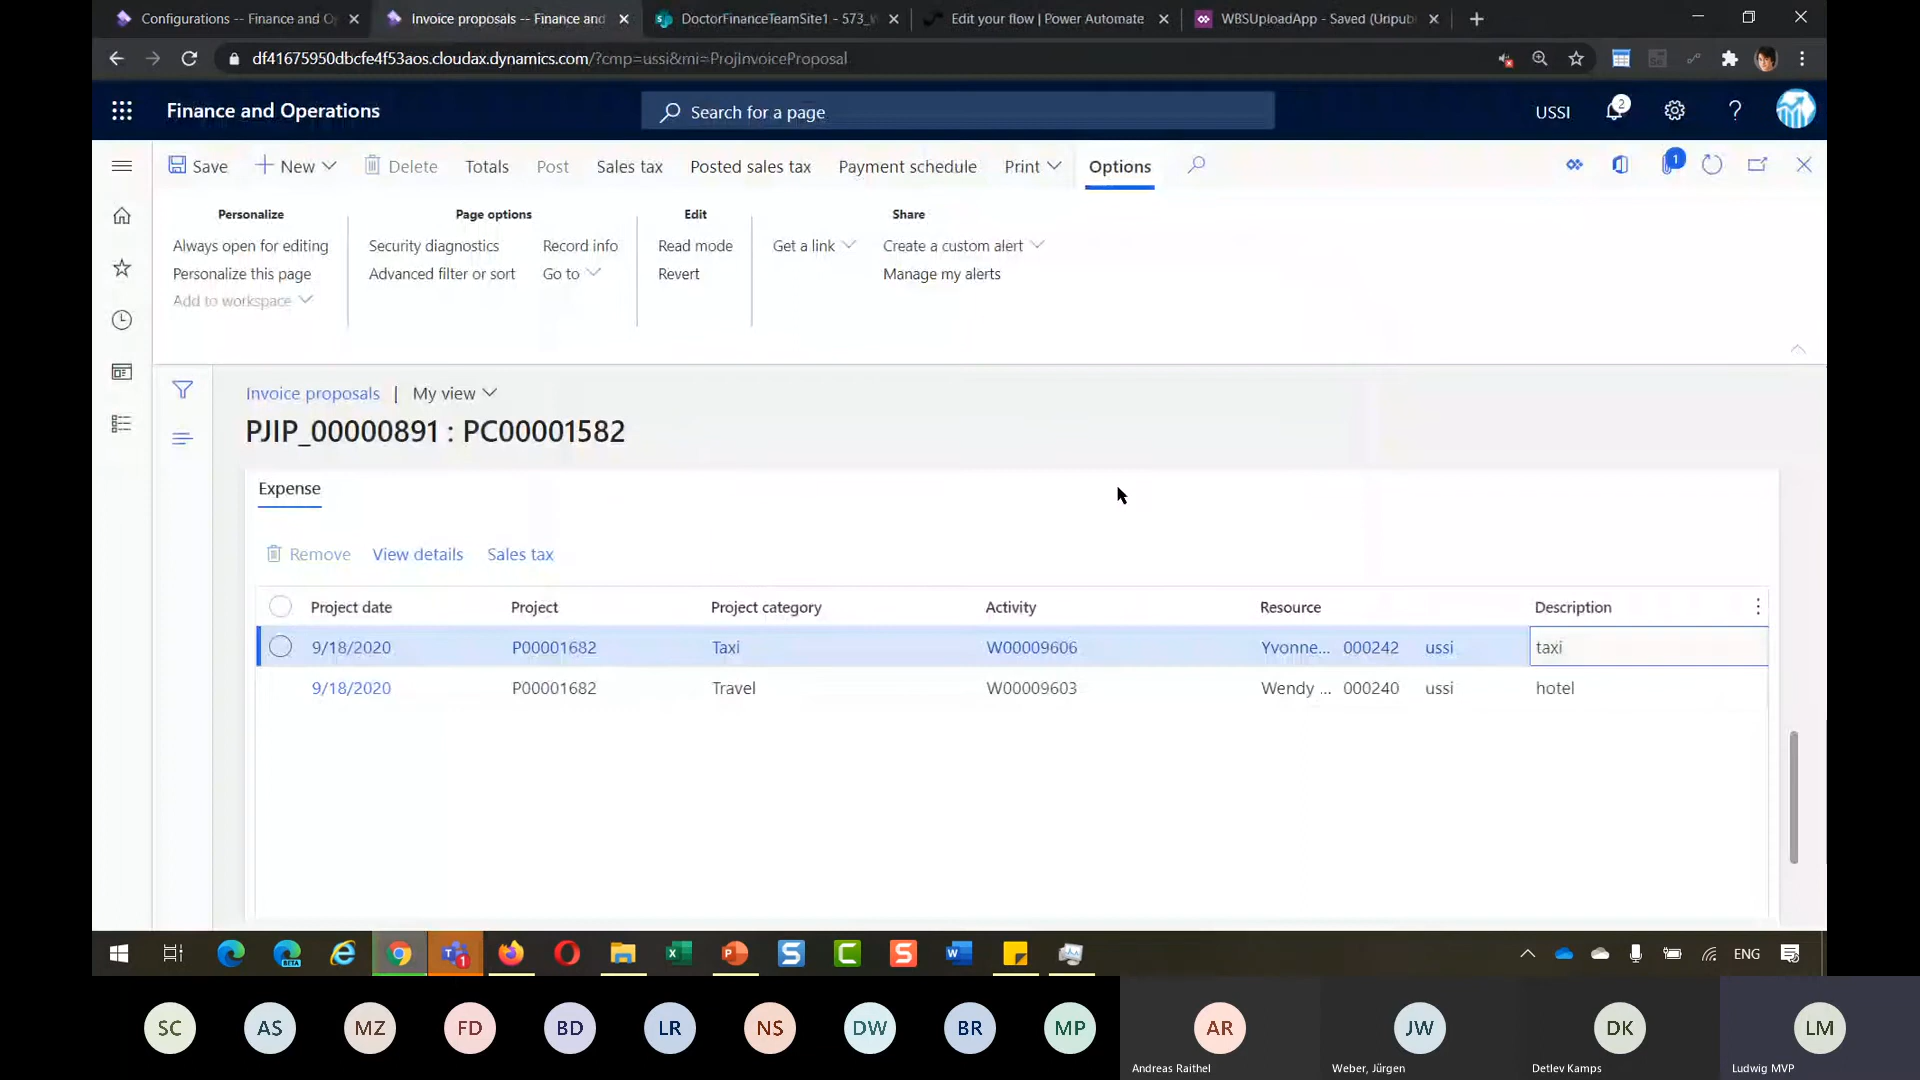 Configurations -- Finance and O
Invoice proposals -- Finance and
DoctorFinanceTeamSite1 - 573_
Edit your flow | Power Automate
WBSUploadApp - Saved (Unpub
df41675950dbcfe4f53aos.cloudax.dynamics.com/?cmp=ussi&mi=ProjInvoiceProposal
Finance and Operations
Search for a page
USSI
2
?
Save
New
Delete
Totals
Post
Sales tax
Posted sales tax
Payment schedule
Print
Options
1
Personalize
Page options
Edit
Share
Always open for editing
Security diagnostics
Record info
Read mode
Get a link
Create a custom alert
Personalize this page
Advanced filter or sort
Go to
Revert
Manage my alerts
Add to workspace
Invoice proposals | My view
PJIP_00000891 : PC00001582
Expense
Remove View details Sales tax
Project date Project Project category Activity Resource Description
9/18/2020 P00001682 Taxi W00009606 Yvonne... 000242 ussi taxi
9/18/2020 P00001682 Travel W00009603 Wendy ... 000240 ussi hotel
BETA
1
ENG
SC AS MZ FD BD LR NS DW BR MP AR JW DK LM
Andreas Raithel Weber, Jürgen Detlev Kamps Ludwig MVP